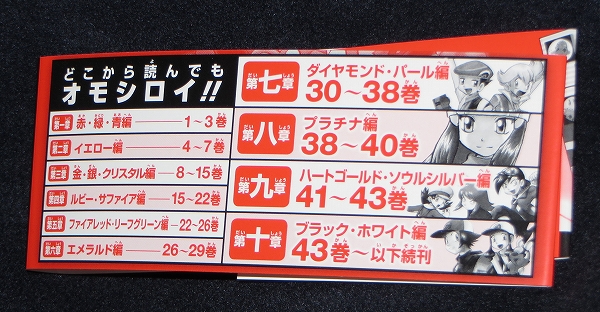 どこから読んでも
オモシロイ!!
第一章 赤・緑・青編 1〜3巻
第二章 イエロー編 4〜7巻
第三章 金・銀・クリスタル編 8〜15巻
第四章 ルビー・サファイア編 15〜22巻
第五章 ファイアレッド・リーフグリーン編 22〜26巻
第六章 エメラルド編 26〜29巻
第七章 ダイヤモンド・パール編
30〜38巻
第八章 プラチナ編
38〜40巻
第九章 ハートゴールド・ソウルシルバー編
41〜43巻
第十章 ブラック・ホワイト編
43巻〜以下続刊